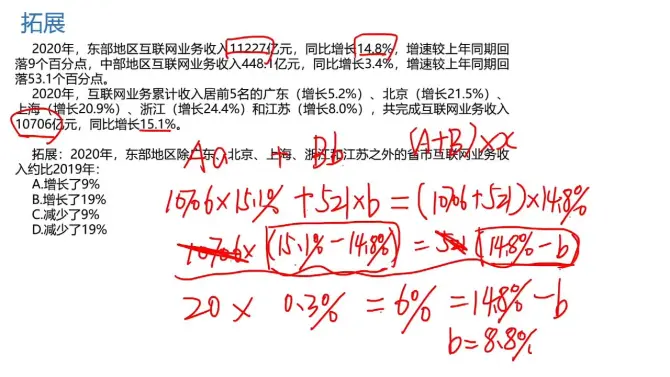 拓展
2020年，东部地区互联网业务收入11227亿元，同比增长14.8%，增速较上年同期回
落9个百分点，中部地区互联网业务收入448.1亿元，同比增长3.4%，增速较上年同期回
落53.1个百分点。
2020年，互联网业务累计收入居前5名的广东（增长5.2%）、北京（增长21.5%）、
上海（增长20.9%）、浙江（增长24.4%）和江苏（增长8.0%），共完成互联网业务收入
10706亿元，同比增长15.1%。
Aa + Bb (A+B)×x
拓展：2020年，东部地区除广东、北京、上海、浙江和江苏之外的省市互联网业务收
入约比2019年：
A.增长了9%
B.增长了19%
C.减少了9%
D.减少了19%
10706×15.1% + 521×b = (10706+521)×14.8%
10706×(15.1%-14.8%) = 521(14.8%-b)
20 × 0.3% = 6% = 14.8%-b
b=8.8%